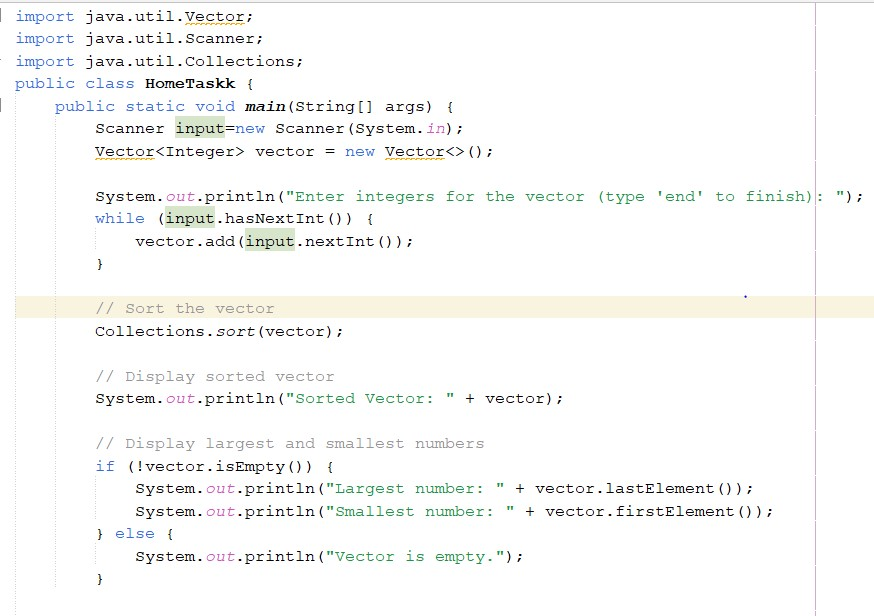 import java.util.Vector;
import java.util.Scanner;
import java.util.Collections;
public class HomeTaskk {
    public static void main(String[] args) {
        Scanner input=new Scanner(System.in);
        Vector<Integer> vector = new Vector<>();

        System.out.println("Enter integers for the vector (type 'end' to finish): ");
        while (input.hasNextInt()) {
            vector.add(input.nextInt());
        }

        // Sort the vector
        Collections.sort(vector);

        // Display sorted vector
        System.out.println("Sorted Vector: " + vector);

        // Display largest and smallest numbers
        if (!vector.isEmpty()) {
            System.out.println("Largest number: " + vector.lastElement());
            System.out.println("Smallest number: " + vector.firstElement());
        } else {
            System.out.println("Vector is empty.");
        }